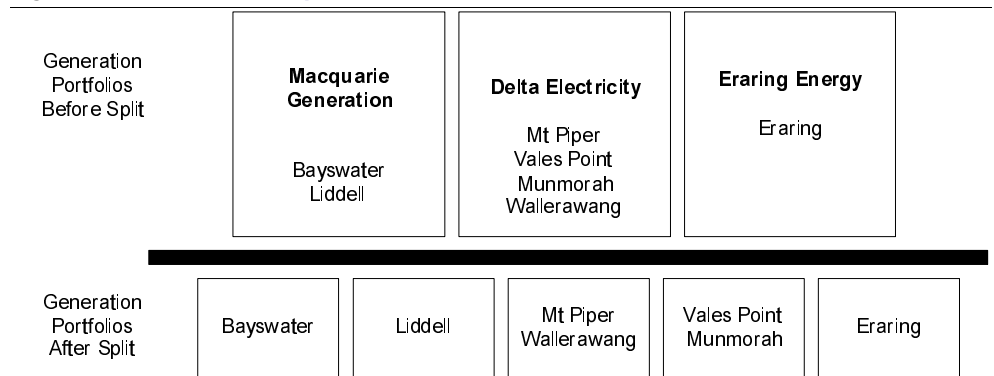 Generation
Portfolios
Before Split
Macquarie
Generation
Bayswater
Liddell
Delta Electricity
Mt Piper
Vales Point
Munmorah
Wallerawang
Eraring Energy
Eraring
Generation
Portfolios
After Split
Bayswater
Liddell
Mt Piper
Wallerawang
Vales Point
Munmorah
Eraring